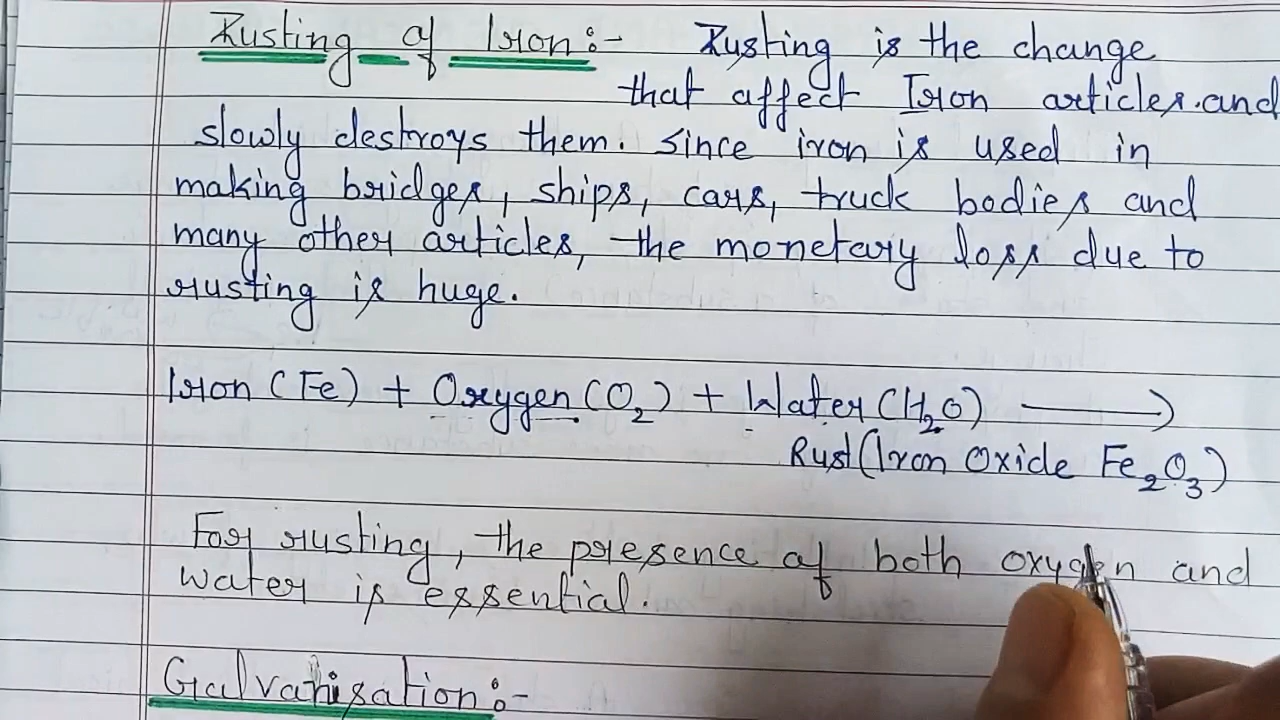 Rusting of Iron:- Rusting is the change
that affect Iron articles.and
slowly destroys them. Since iron is used in
making bridges, ships, cars, truck bodies and
many other articles, the monetary loss due to
rusting is huge.
Iron (Fe) + Oxygen (O₂) + Water (H₂O) ⟶
Rust (Iron Oxide Fe₂O₃)
For rusting, the presence of both oxygen and
water is essential.
Galvanisation:-